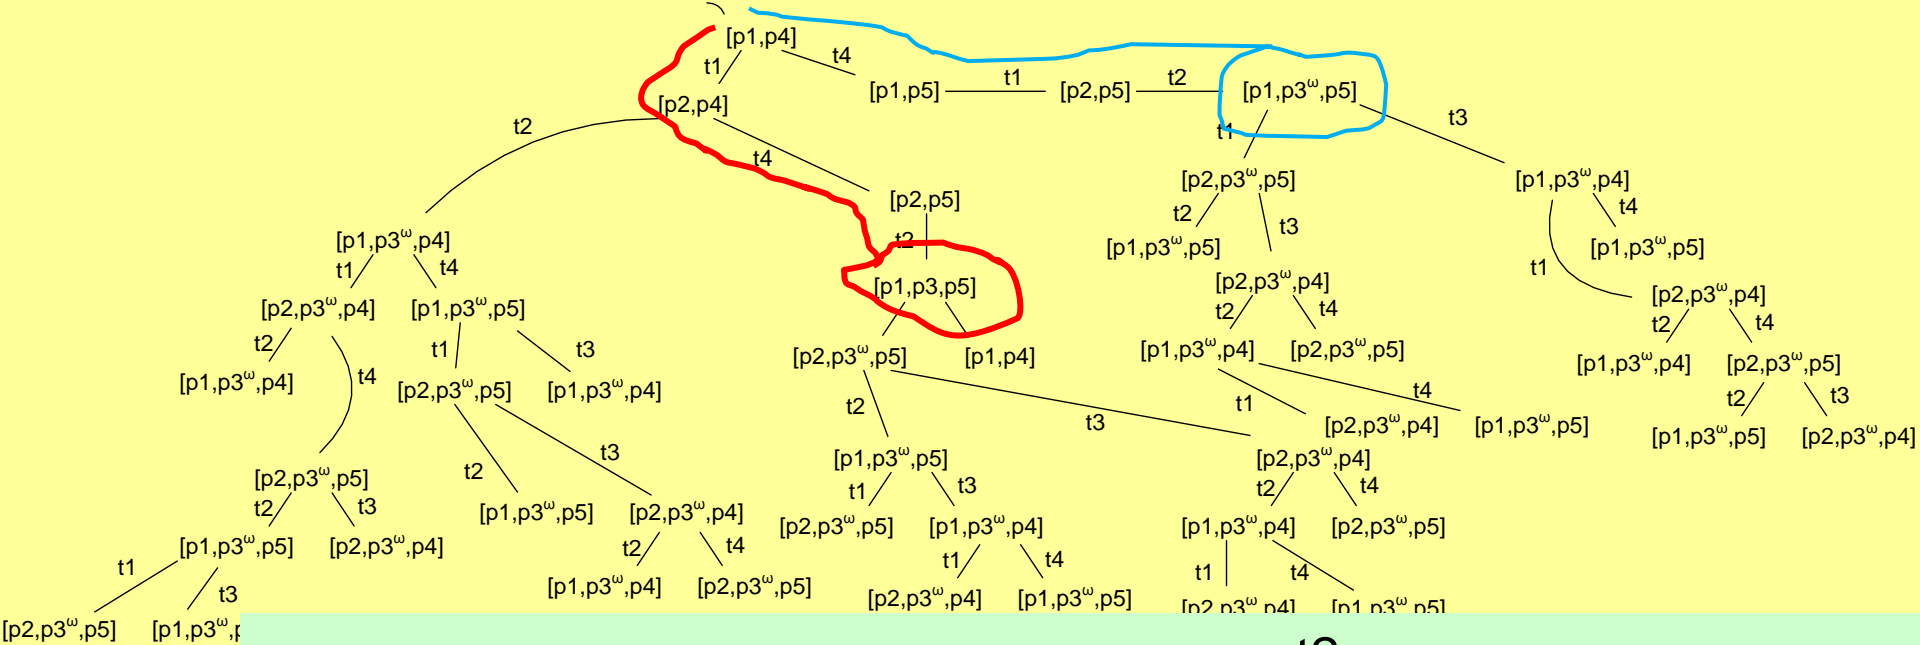 [p1,p4]
t4
t1
[p1,p5] t1 [p2,p5] t2 [p1,p3ω,p5]
[p2,p4]
t3
t2
t1
t4
[p2,p3ω,p5] [p1,p3ω,p4]
[p2,p5]
t2 t3 t4
[p1,p3ω,p4] t2 [p1,p3ω,p5] [p1,p3ω,p5]
t1 t4 t1
[p1,p3,p5] [p2,p3ω,p4] [p2,p3ω,p4]
[p2,p3ω,p4] [p1,p3ω,p5] t2 t4 t2 t4
t2 t1 t3 [p2,p3ω,p5] [p1,p4] [p1,p3ω,p4] [p2,p3ω,p5] [p1,p3ω,p4] [p2,p3ω,p5]
[p1,p3ω,p4] t4 [p2,p3ω,p5] [p1,p3ω,p4] t4 t2 t3
t2 t1
t3 [p2,p3ω,p4] [p1,p3ω,p5] [p1,p3ω,p5] [p2,p3ω,p4]
t3
[p2,p3ω,p5] t2 [p1,p3ω,p5] [p2,p3ω,p4]
t1 t3 t2 t4
t2 t3 [p1,p3ω,p5] [p2,p3ω,p4] [p2,p3ω,p5] [p1,p3ω,p4] [p1,p3ω,p4] [p2,p3ω,p5]
[p1,p3ω,p5] [p2,p3ω,p4] t2 t4 t1 t4
t1 t1 t4
t3 [p1,p3ω,p4] [p2,p3ω,p5] [p2,p3ω,p4] [p1,p3ω,p5] [p2,p3ω,p4] [p1,p3ω,p5]
[p2,p3ω,p5] [p1,p3ω,